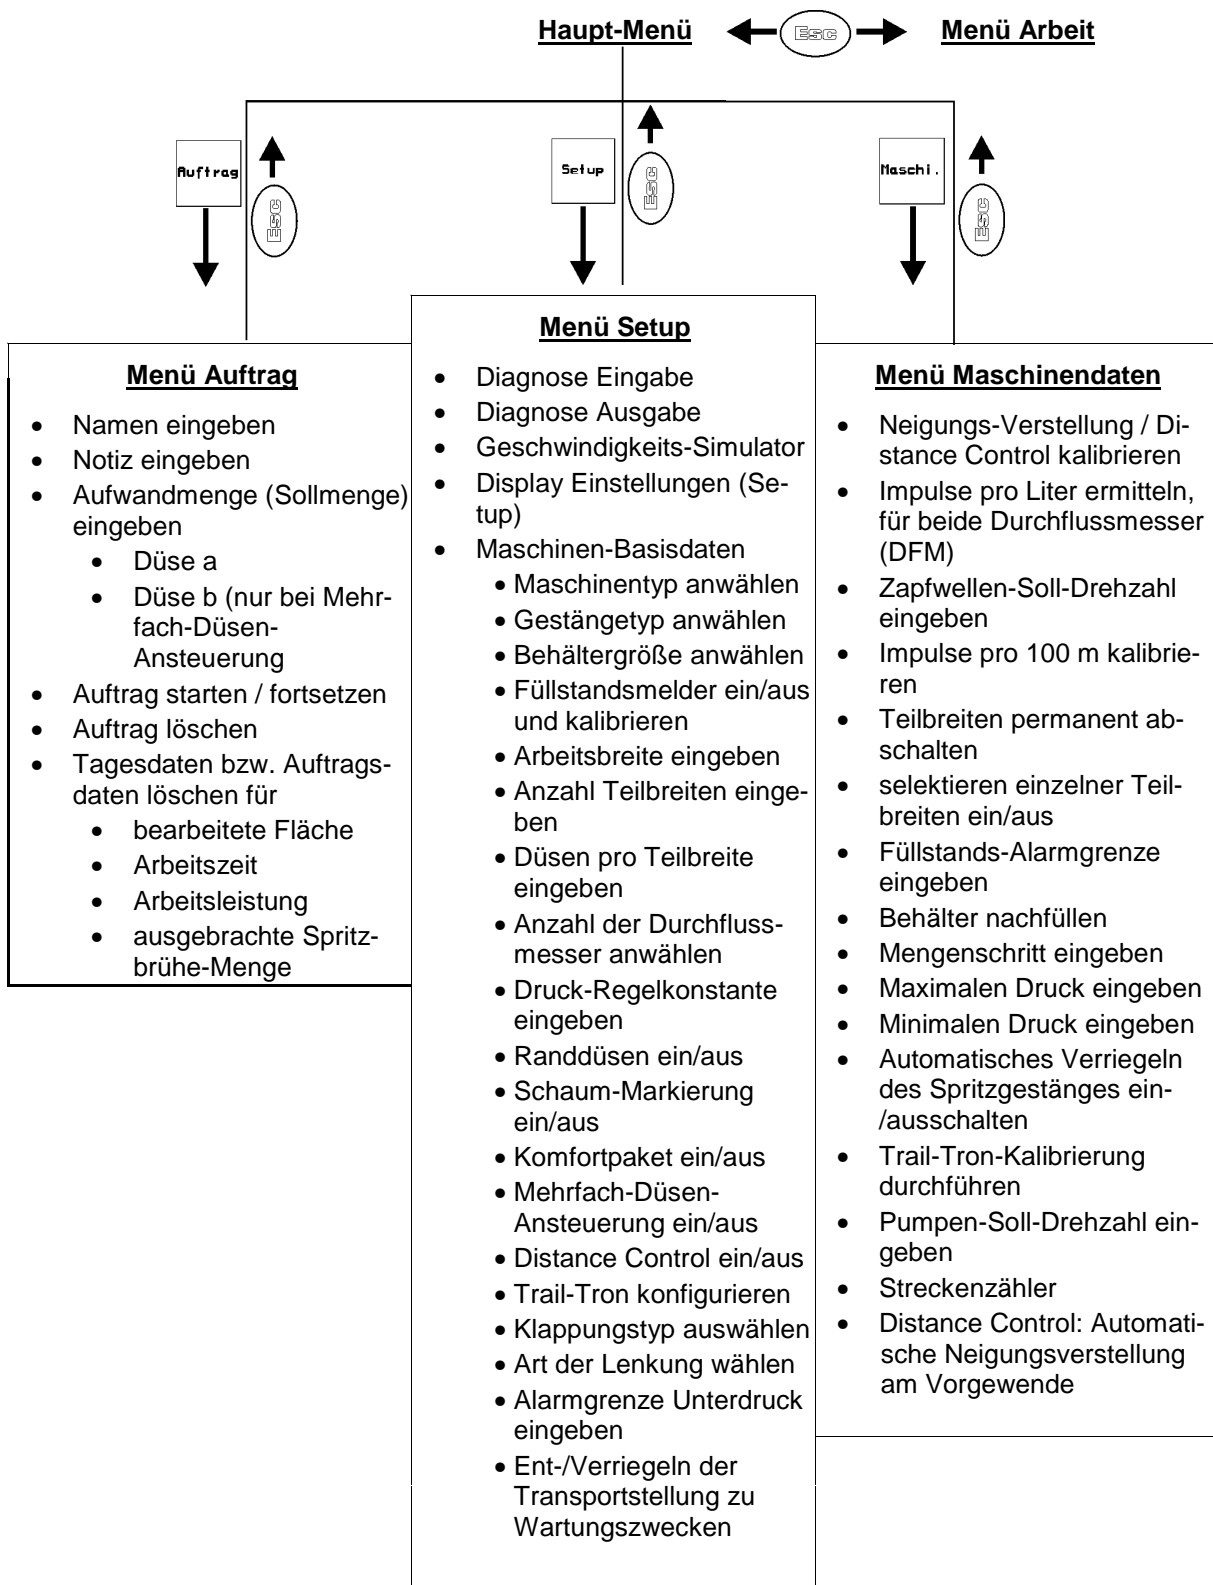 Haupt-Menü
Esc
Menü Arbeit
Auftrag
Esc
Setup
Esc
Maschi.
Esc
Menü Auftrag
• Namen eingeben
• Notiz eingeben
• Aufwandmenge (Sollmenge)
eingeben
• Düse a
• Düse b (nur bei Mehr-
fach-Düsen-
Ansteuerung
• Auftrag starten / fortsetzen
• Auftrag löschen
• Tagesdaten bzw. Auftrags-
daten löschen für
• bearbeitete Fläche
• Arbeitszeit
• Arbeitsleistung
• ausgebrachte Spritz-
brühe-Menge
Menü Setup
• Diagnose Eingabe
• Diagnose Ausgabe
• Geschwindigkeits-Simulator
• Display Einstellungen (Se-
tup)
• Maschinen-Basisdaten
• Maschinentyp anwählen
• Gestängetyp anwählen
• Behältergröße anwählen
• Füllstandsmelder ein/aus
und kalibrieren
• Arbeitsbreite eingeben
• Anzahl Teilbreiten einge-
ben
• Düsen pro Teilbreite
eingeben
• Anzahl der Durchfluss-
messer anwählen
• Druck-Regelkonstante
eingeben
• Randdüsen ein/aus
• Schaum-Markierung
ein/aus
• Komfortpaket ein/aus
• Mehrfach-Düsen-
Ansteuerung ein/aus
• Distance Control ein/aus
• Trail-Tron konfigurieren
• Klappungstyp auswählen
• Art der Lenkung wählen
• Alarmgrenze Unterdruck
eingeben
• Ent-/Verriegeln der
Transportstellung zu
Wartungszwecken
Menü Maschinendaten
• Neigungs-Verstellung / Di-
stance Control kalibrieren
• Impulse pro Liter ermitteln,
für beide Durchflussmesser
(DFM)
• Zapfwellen-Soll-Drehzahl
eingeben
• Impulse pro 100 m kalibrie-
ren
• Teilbreiten permanent ab-
schalten
• selektieren einzelner Teil-
breiten ein/aus
• Füllstands-Alarmgrenze
eingeben
• Behälter nachfüllen
• Mengenschritt eingeben
• Maximalen Druck eingeben
• Minimalen Druck eingeben
• Automatisches Verriegeln
des Spritzgestänges ein-
/ausschalten
• Trail-Tron-Kalibrierung
durchführen
• Pumpen-Soll-Drehzahl ein-
geben
• Streckenzähler
• Distance Control: Automati-
sche Neigungsverstellung
am Vorgewende